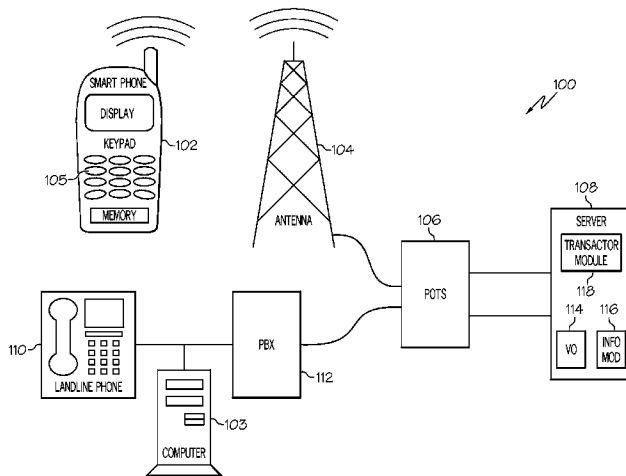 100
SMART PHONE
DISPLAY
KEYPAD
102
105
MEMORY
104
ANTENNA
106
POTS
108
SERVER
TRANSACTOR
MODULE
118
114
116
I/O
INFO
MOD
110
LANDLINE PHONE
PBX
112
103
COMPUTER